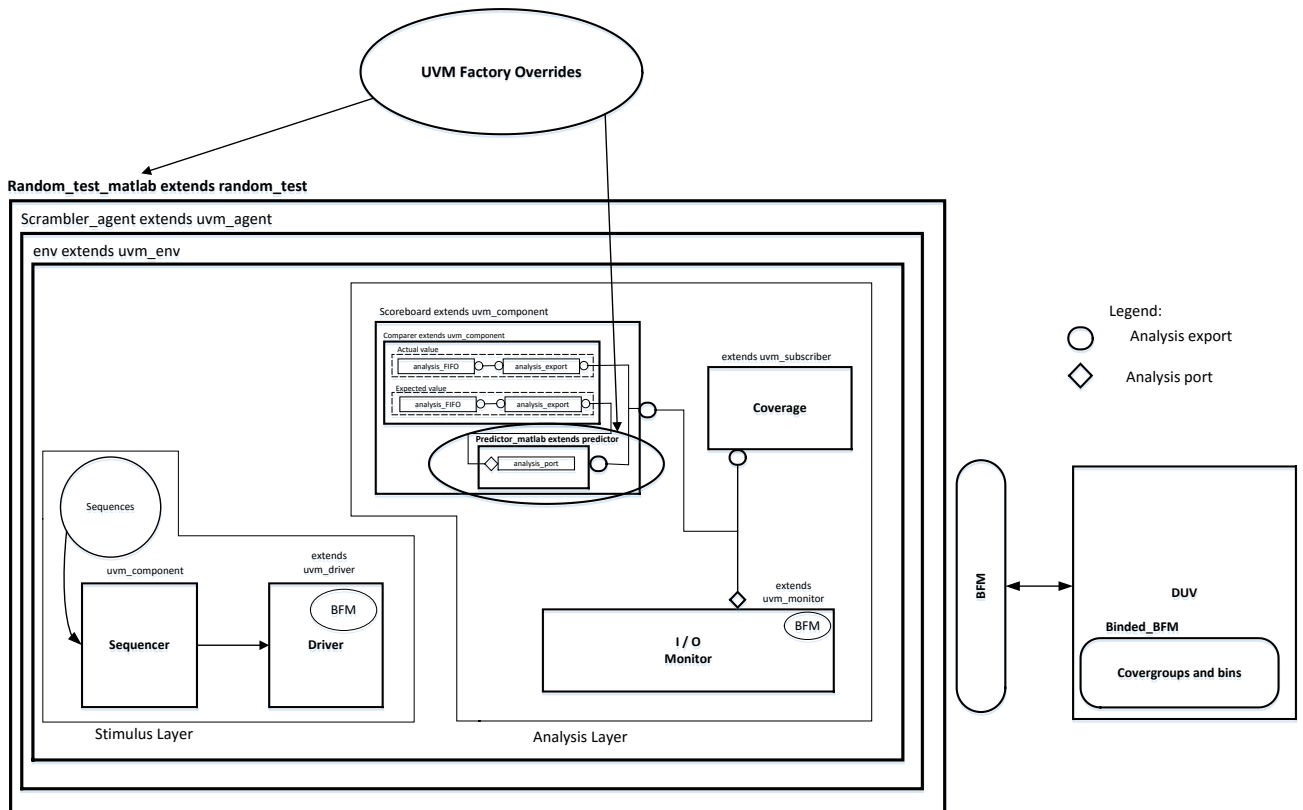 UVM Factory Overrides
Random_test_matlab extends random_test
Scrambler_agent extends uvm_agent
env extends uvm_env
Scoreboard extends uvm_component
Comparer extends uvm_component
Actual value
analysis_FIFO
analysis_export
Expected value
analysis_FIFO
analysis_export
Predictor_matlab extends predictor
analysis_port
extends uvm_subscriber
Coverage
Legend:
Analysis export
Analysis port
Sequences
uvm_component
Sequencer
extends
uvm_driver
BFM
Driver
Stimulus Layer
extends
uvm_monitor
BFM
I / O
Monitor
Analysis Layer
BFM
DUV
Binded_BFM
Covergroups and bins